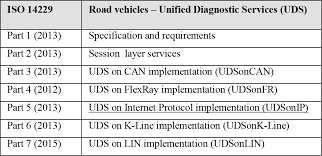 ISO 14229 Road vehicles – Unified Diagnostic Services (UDS)
Part 1 (2013) Specification and requirements
Part 2 (2013) Session layer services
Part 3 (2013) UDS on CAN implementation (UDSonCAN)
Part 4 (2012) UDS on FlexRay implementation (UDSonFR)
Part 5 (2013) UDS on Internet Protocol implementation (UDSonIP)
Part 6 (2013) UDS on K-Line implementation (UDSonK-Line)
Part 7 (2015) UDS on LIN implementation (UDSonLIN)